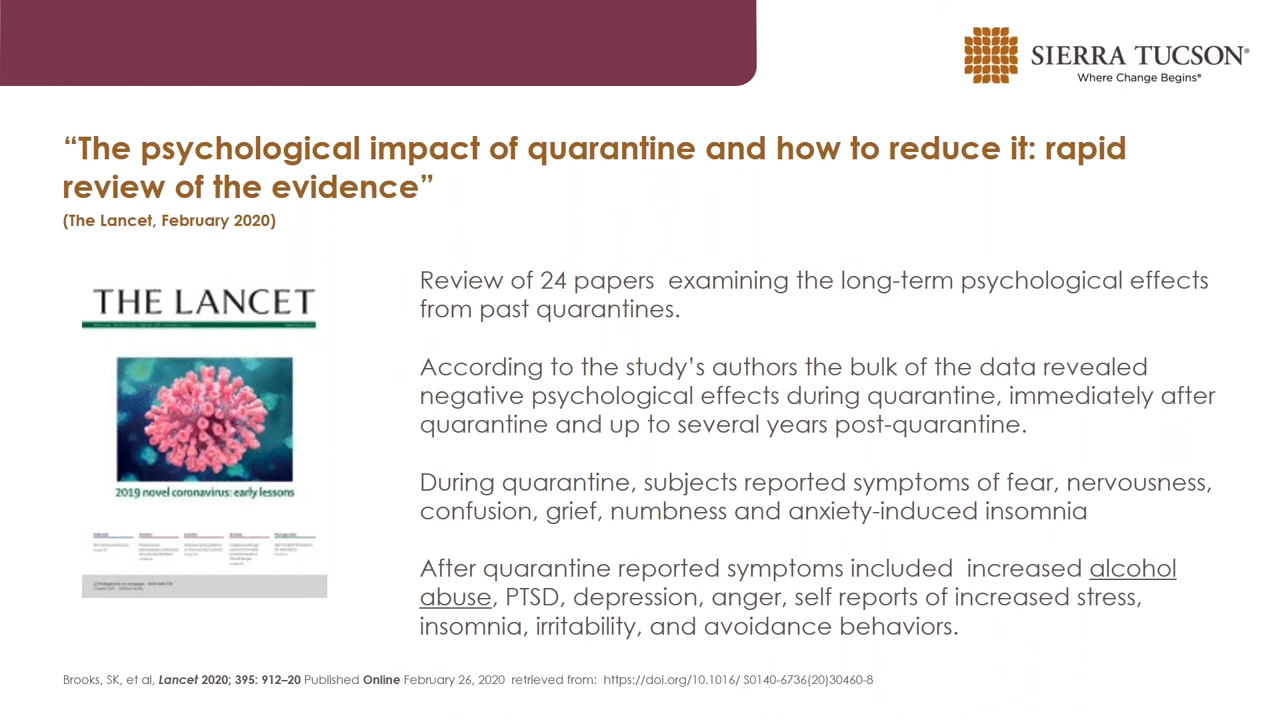 SIERRA TUCSON®
Where Change Begins®
“The psychological impact of quarantine and how to reduce it: rapid
review of the evidence”
(The Lancet, February 2020)
THE LANCET
2019 novel coronavirus: early lessons
Review of 24 papers  examining the long-term psychological effects
from past quarantines.
According to the study’s authors the bulk of the data revealed
negative psychological effects during quarantine, immediately after
quarantine and up to several years post-quarantine.
During quarantine, subjects reported symptoms of fear, nervousness,
confusion, grief, numbness and anxiety-induced insomnia
After quarantine reported symptoms included  increased alcohol
abuse, PTSD, depression, anger, self reports of increased stress,
insomnia, irritability, and avoidance behaviors.
Brooks, SK, et al, Lancet 2020; 395: 912–20 Published Online February 26, 2020  retrieved from:  https://doi.org/10.1016/ S0140-6736(20)30460-8